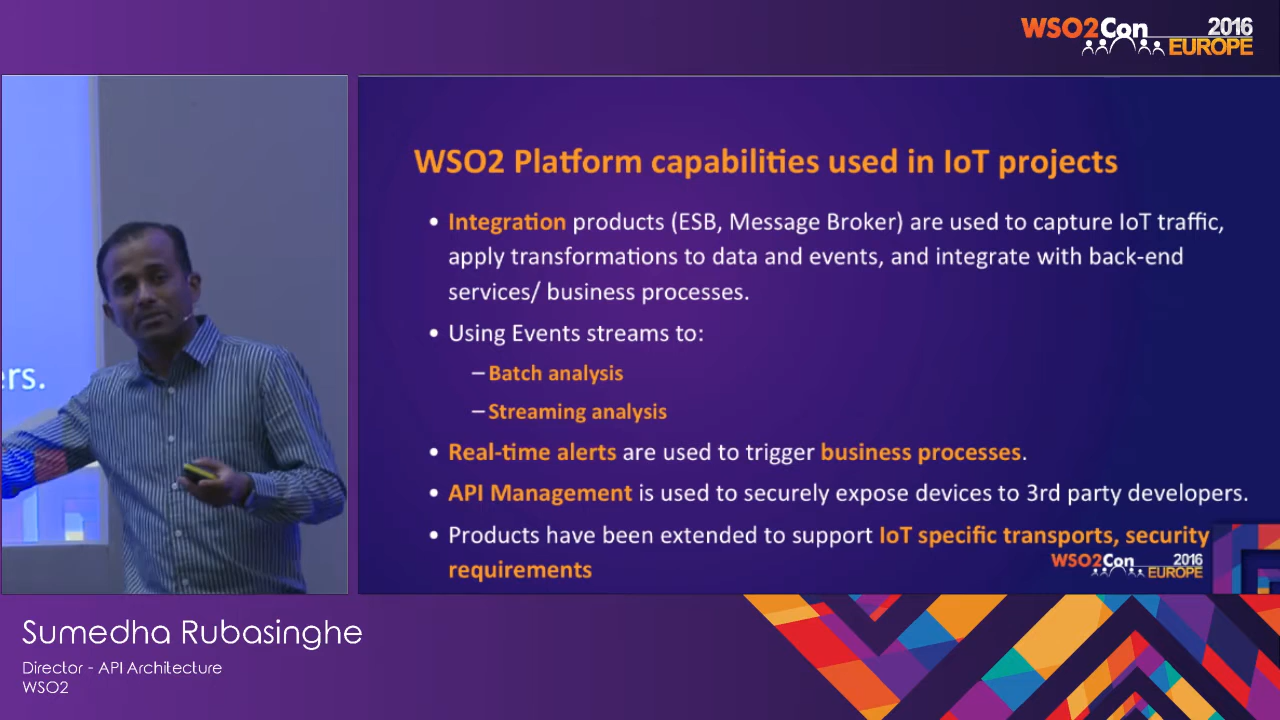 WSO2Con 2016
EUROPE
WSO2 Platform capabilities used in IoT projects
• Integration products (ESB, Message Broker) are used to capture IoT traffic,
apply transformations to data and events, and integrate with back-end
services/ business processes.
• Using Events streams to:
– Batch analysis
– Streaming analysis
• Real-time alerts are used to trigger business processes.
• API Management is used to securely expose devices to 3rd party developers.
• Products have been extended to support IoT specific transports, security
requirements
WSO2Con 2016
EUROPE
ers.
Sumedha Rubasinghe
Director - API Architecture
WSO2